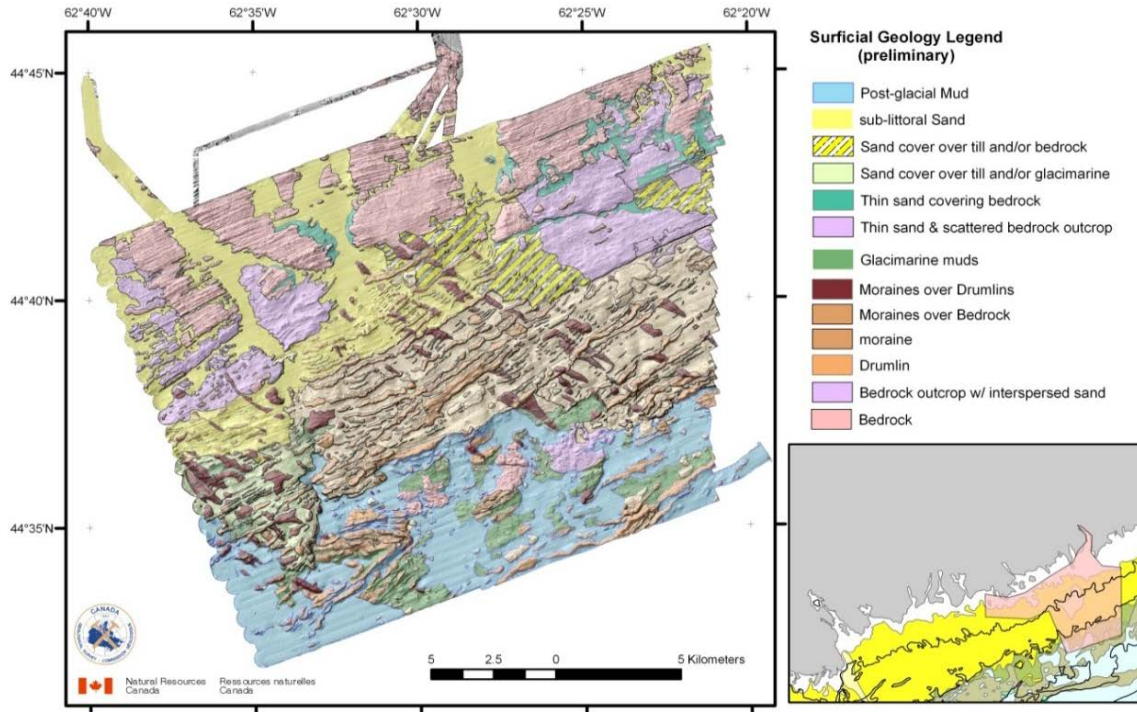 62°40'W 62°35'W 62°30'W 62°25'W 62°20'W
44°45'N
44°40'N
44°35'N
CANADA
Natural Resources Ressources naturelles
Canada Canada
5 2.5 0 5 Kilometers
Surficial Geology Legend
(preliminary)
Post-glacial Mud
sub-littoral Sand
Sand cover over till and/or bedrock
Sand cover over till and/or glacimarine
Thin sand covering bedrock
Thin sand & scattered bedrock outcrop
Glacimarine muds
Moraines over Drumlins
Moraines over Bedrock
moraine
Drumlin
Bedrock outcrop w/ interspersed sand
Bedrock